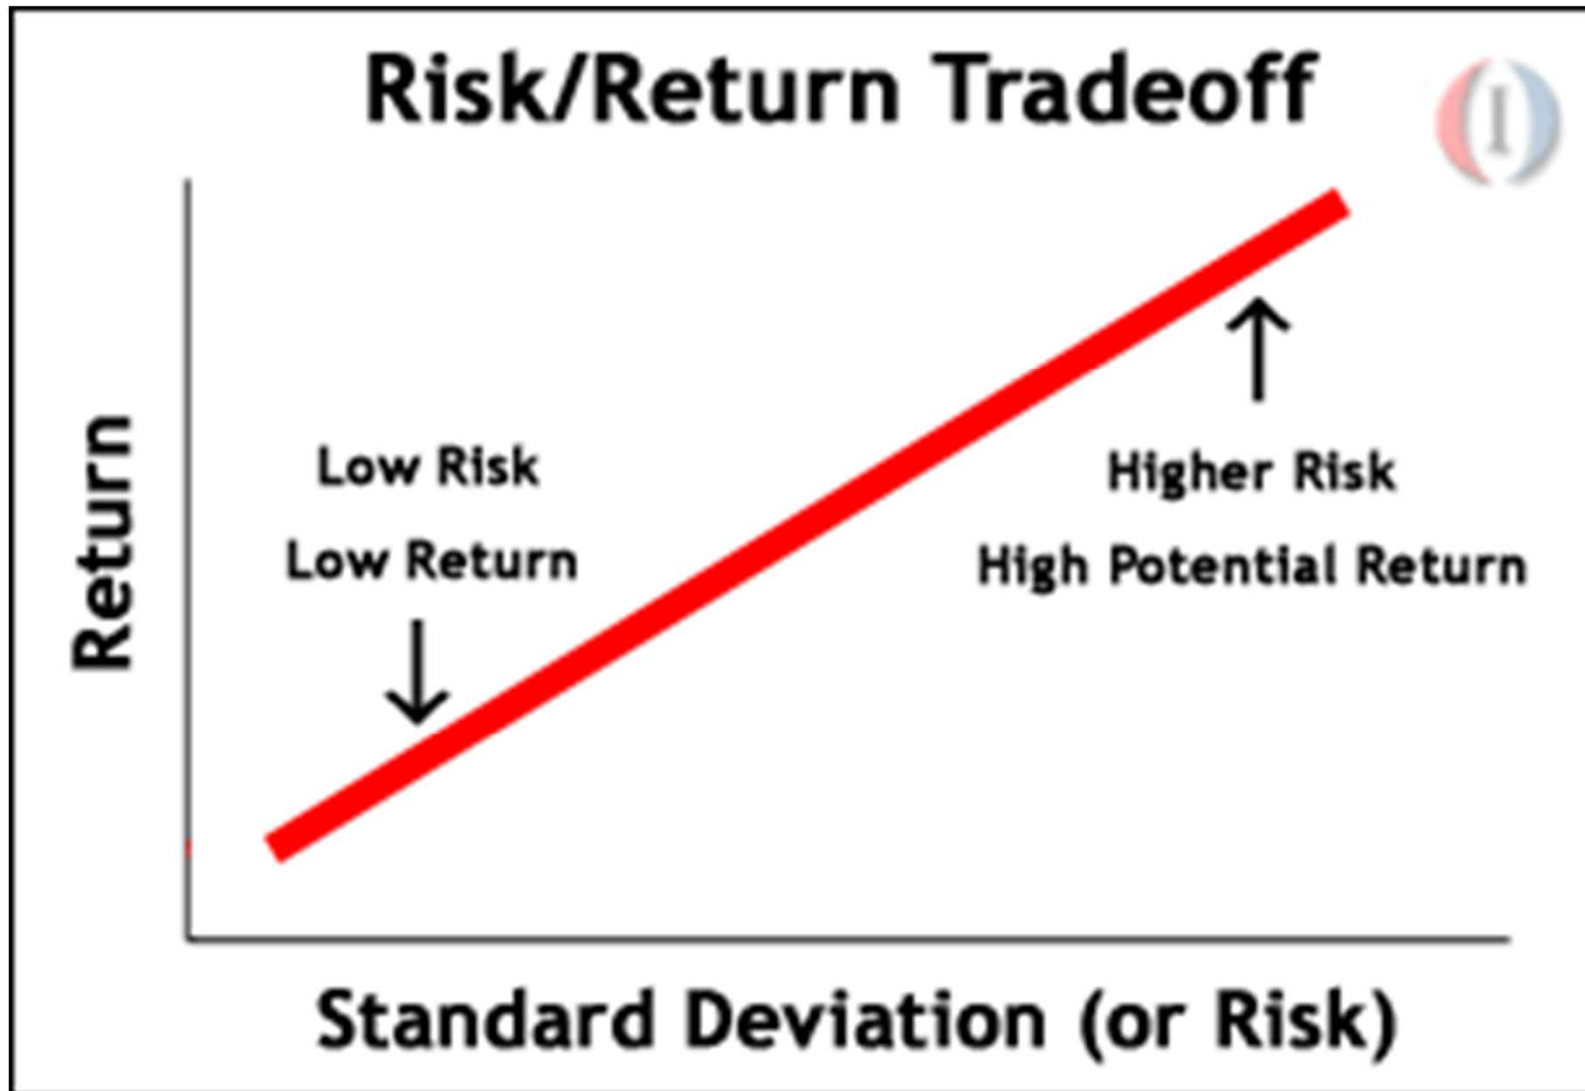 Risk/Return Tradeoff
I
Return
Low Risk
Low Return
Higher Risk
High Potential Return
Standard Deviation (or Risk)